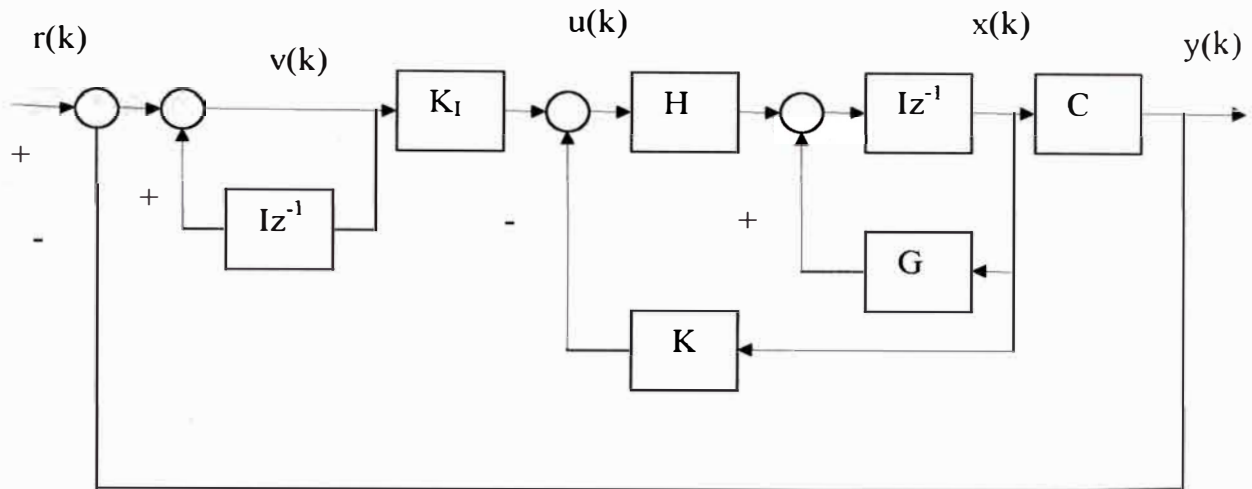 r(k)
v(k)
u(k)
x(k)
y(k)
K_I
H
Iz⁻¹
C
+
-
+
Iz⁻¹
-
+
G
K